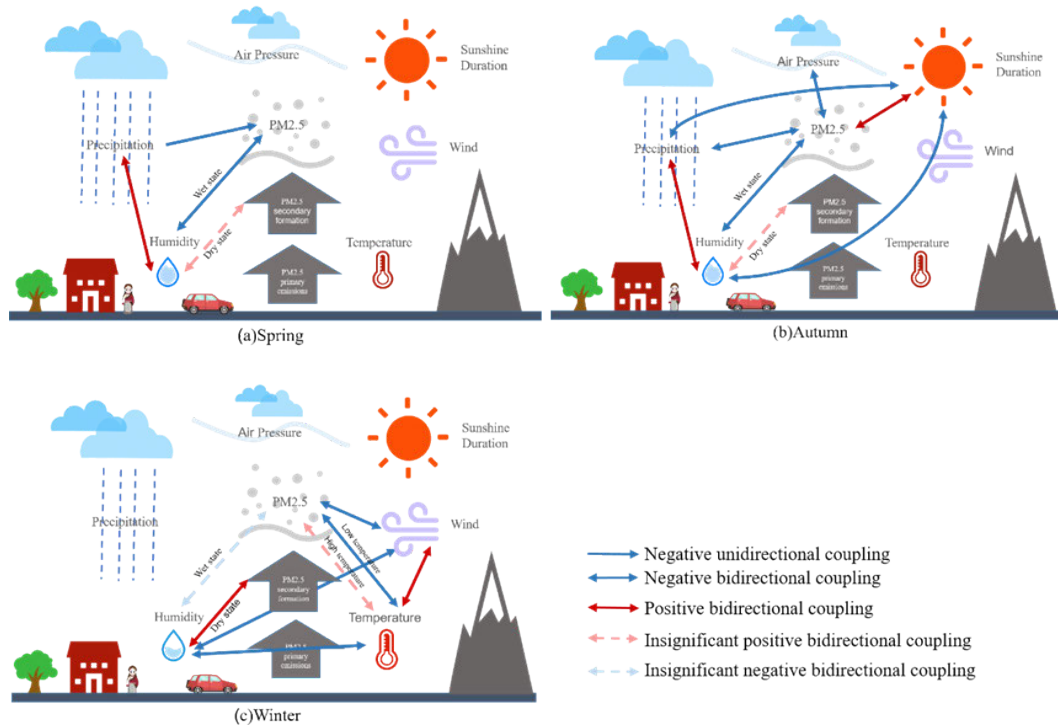 Air Pressure
Sunshine
Duration
PM2.5
Precipitation
Wind
Wet state
PM2.5
secondary
formation
Humidity
Dry state
Temperature
PM2.5
primary
emissions
(a)Spring
Air Pressure
Sunshine
Duration
PM2.5
Precipitation
Wind
Wet state
PM2.5
secondary
formation
Humidity
Dry state
Temperature
PM2.5
primary
emissions
(b)Autumn
Air Pressure
Sunshine
Duration
PM2.5
Precipitation
Wind
Low temperature
High temperature
Wet state
PM2.5
secondary
formation
Dry state
Humidity
Temperature
PM2.5
primary
emissions
(c)Winter
Negative unidirectional coupling
Negative bidirectional coupling
Positive bidirectional coupling
Insignificant positive bidirectional coupling
Insignificant negative bidirectional coupling